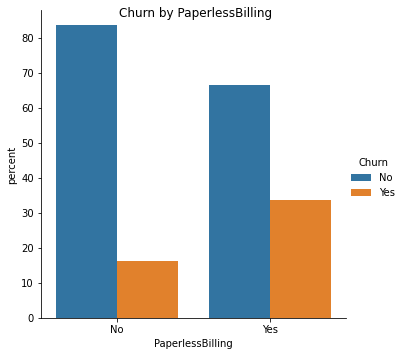 Churn by PaperlessBilling
80
70
60
50
40
30
20
10
0
percent
No
Yes
PaperlessBilling
Churn
No
Yes